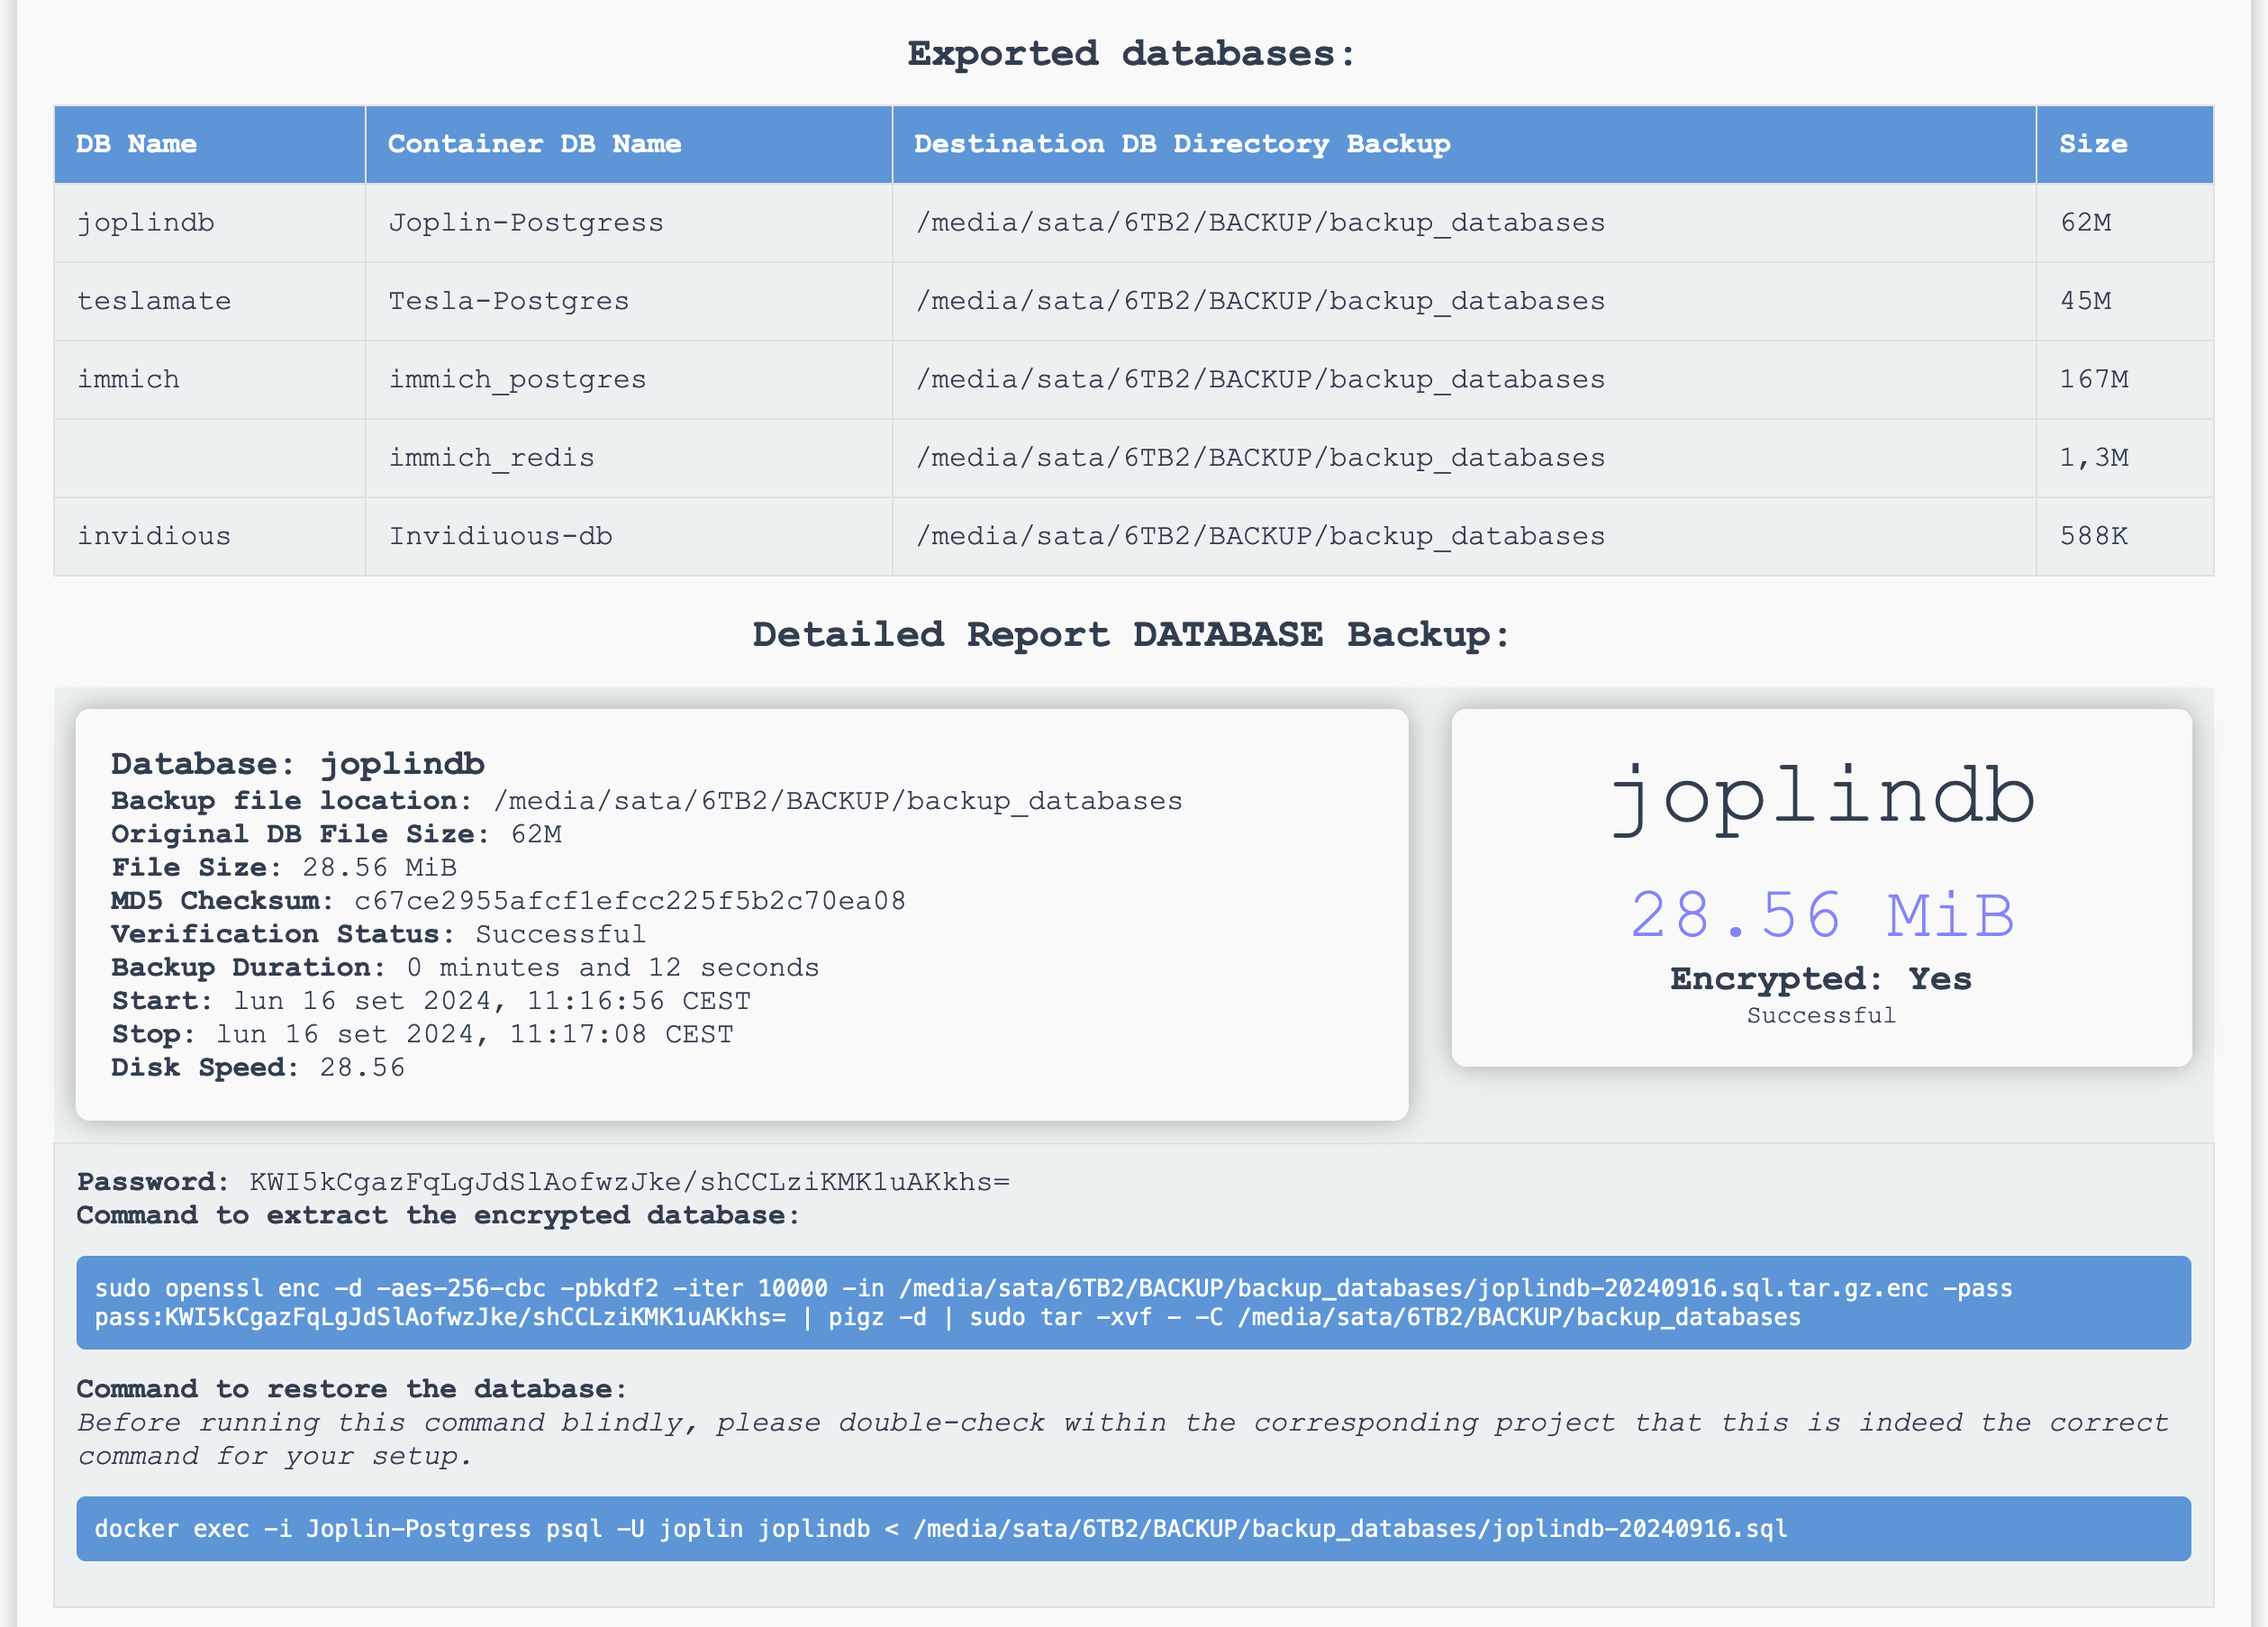 Exported databases:
DB Name Container DB Name Destination DB Directory Backup Size
joplindb Joplin-Postgress /media/sata/6TB2/BACKUP/backup_databases 62M
teslamate Tesla-Postgres /media/sata/6TB2/BACKUP/backup_databases 45M
immich immich_postgres /media/sata/6TB2/BACKUP/backup_databases 167M
immich_redis /media/sata/6TB2/BACKUP/backup_databases 1,3M
invidious Invidiuous-db /media/sata/6TB2/BACKUP/backup_databases 588K
Detailed Report DATABASE Backup:
Database: joplindb
Backup file location: /media/sata/6TB2/BACKUP/backup_databases
Original DB File Size: 62M
File Size: 28.56 MiB
MD5 Checksum: c67ce2955afcf1efcc225f5b2c70ea08
Verification Status: Successful
Backup Duration: 0 minutes and 12 seconds
Start: lun 16 set 2024, 11:16:56 CEST
Stop: lun 16 set 2024, 11:17:08 CEST
Disk Speed: 28.56
joplindb
28.56 MiB
Encrypted: Yes
Successful
Password: KWI5kCgazFqLgJdSlAofwzJke/shCCLziKMK1uAKkhs=
Command to extract the encrypted database:
sudo openssl enc -d -aes-256-cbc -pbkdf2 -iter 10000 -in /media/sata/6TB2/BACKUP/backup_databases/joplindb-20240916.sql.tar.gz.enc -pass
pass:KWI5kCgazFqLgJdSlAofwzJke/shCCLziKMK1uAKkhs= | pigz -d | sudo tar -xvf - -C /media/sata/6TB2/BACKUP/backup_databases
Command to restore the database:
Before running this command blindly, please double-check within the corresponding project that this is indeed the correct
command for your setup.
docker exec -i Joplin-Postgress psql -U joplin joplindb < /media/sata/6TB2/BACKUP/backup_databases/joplindb-20240916.sql